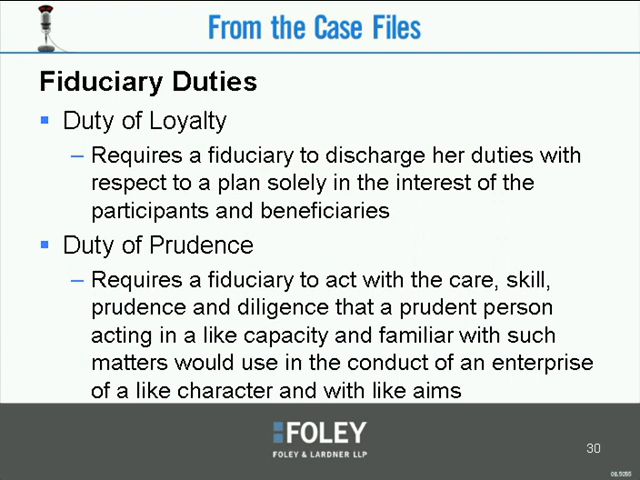 From the Case Files
Fiduciary Duties
▪ Duty of Loyalty
– Requires a fiduciary to discharge her duties with
respect to a plan solely in the interest of the
participants and beneficiaries
▪ Duty of Prudence
– Requires a fiduciary to act with the care, skill,
prudence and diligence that a prudent person
acting in a like capacity and familiar with such
matters would use in the conduct of an enterprise
of a like character and with like aims
FOLEY
FOLEY & LARDNER LLP
30